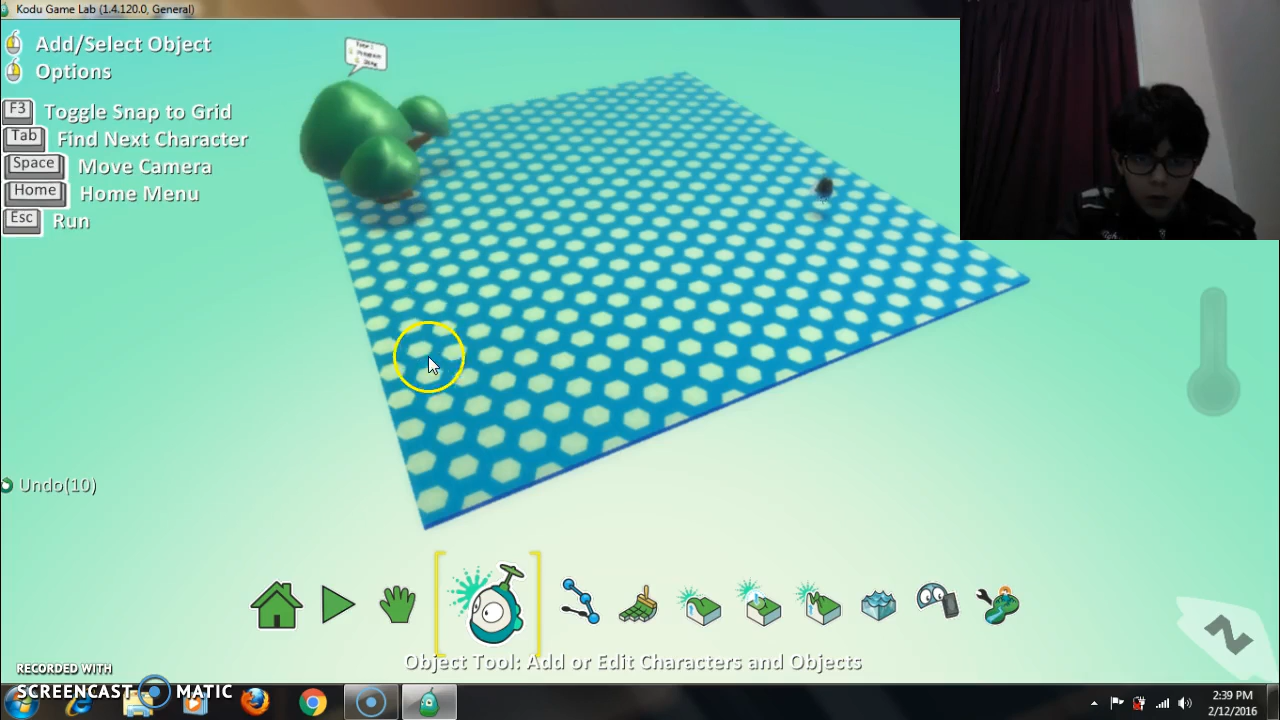 Kodu Game Lab (1.4.120.0, General)
Add/Select Object
Options
F3 Toggle Snap to Grid
Tab Find Next Character
Space Move Camera
Home Home Menu
Esc Run
Undo(10)
Object Tool: Add or Edit Characters and Objects
RECORDED WITH
SCREENCAST MATIC
2:39 PM
2/12/2016